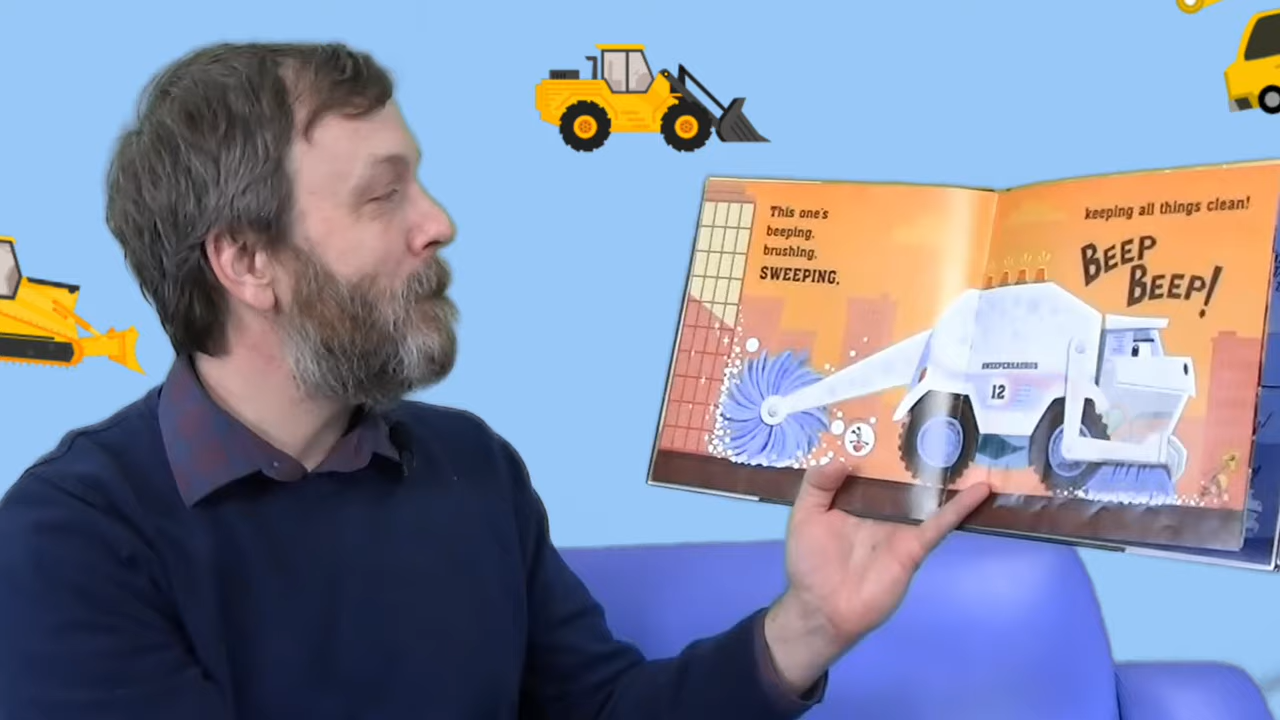 This one's
beeping,
brushing,
SWEEPING,
keeping all things clean!
BEEP
BEEP!
SWEEPERSAURUS
12